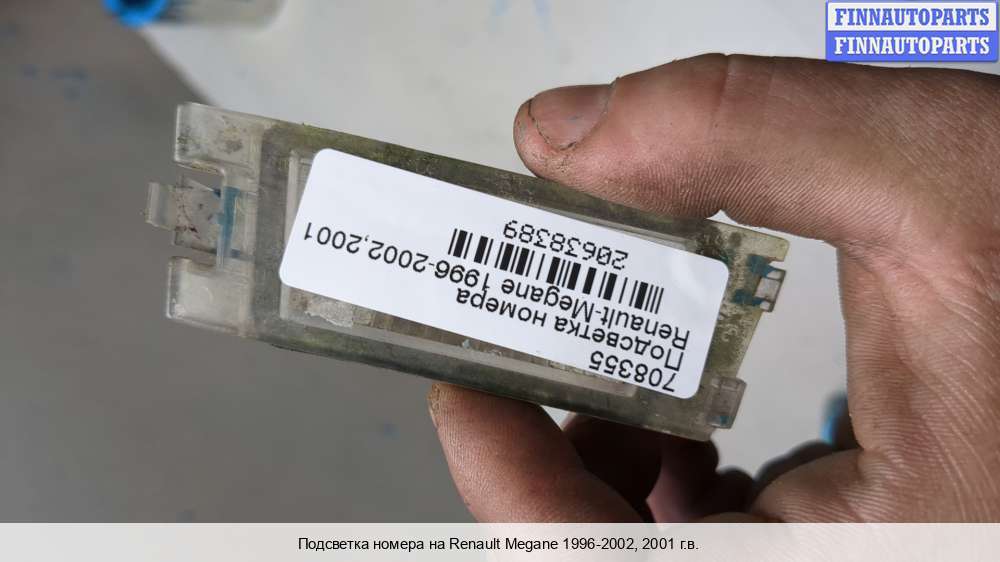 FINNAUTOPARTS
FINNAUTOPARTS
708355
Подсветка номера
Renault-Megane 1996-2002,2001
20638389
Подсветка номера на Renault Megane 1996-2002, 2001 г.в.